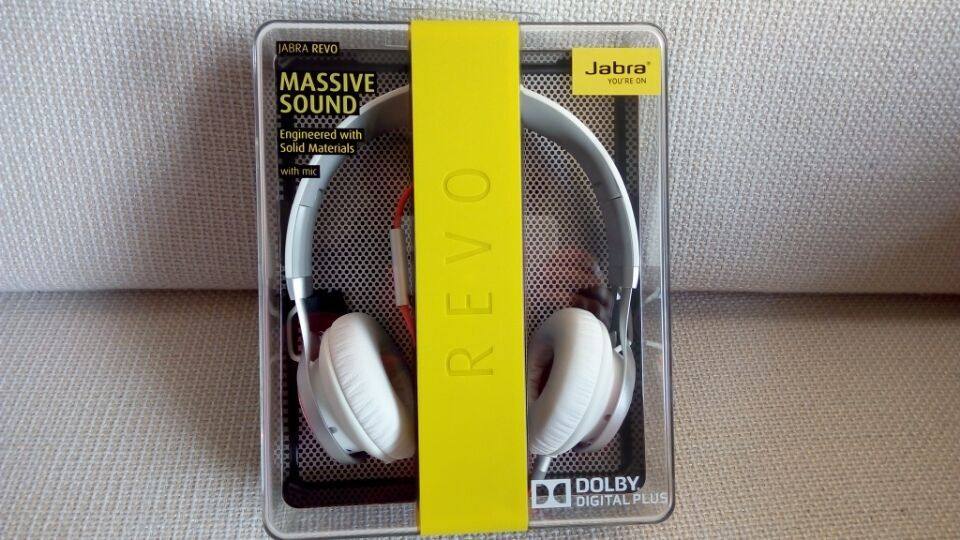 JABRA REVO
MASSIVE
SOUND
Engineered with
Solid Materials
with mic
Jabra®
YOU'RE ON
REVO
DOLBY
DIGITAL PLUS